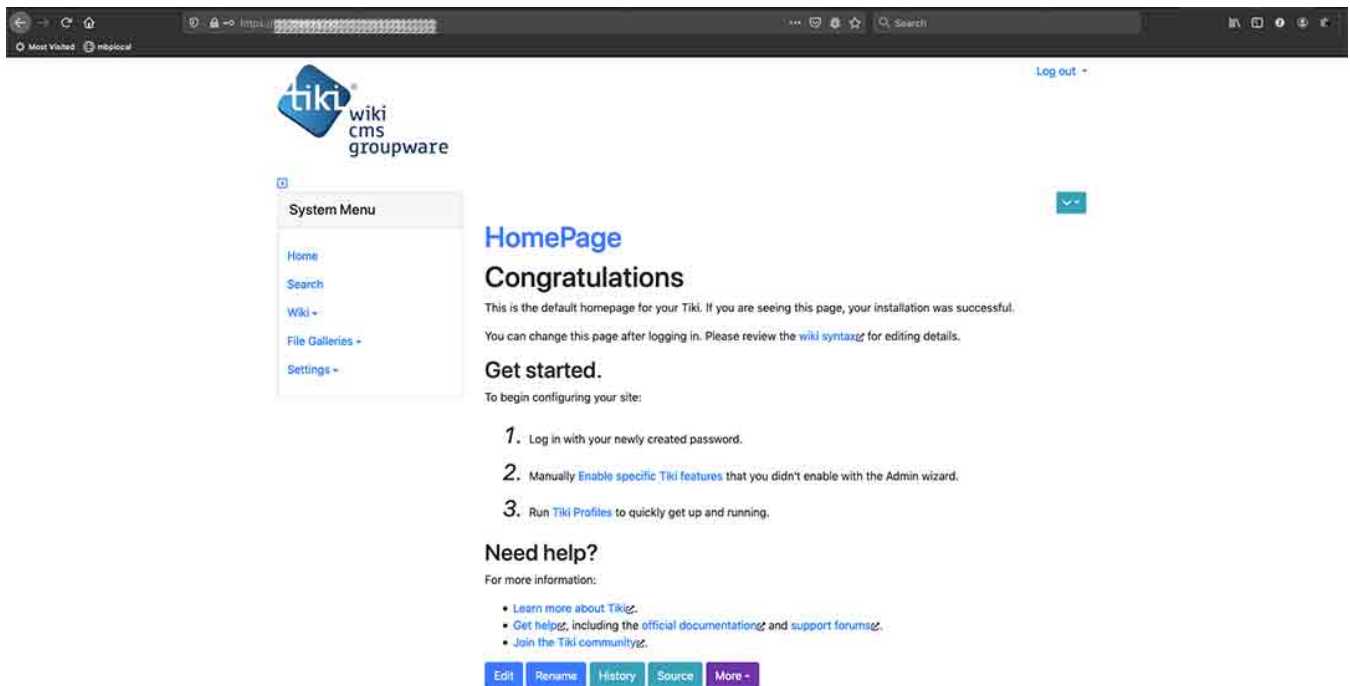 https://
Search
Most Visited
mbplocal
Log out
tiki
wiki
cms
groupware
System Menu
Home
Search
Wiki
File Galleries
Settings
HomePage
Congratulations
This is the default homepage for your Tiki. If you are seeing this page, your installation was successful.
You can change this page after logging in. Please review the wiki syntax for editing details.
Get started.
To begin configuring your site:
1. Log in with your newly created password.
2. Manually Enable specific Tiki features that you didn't enable with the Admin wizard.
3. Run Tiki Profiles to quickly get up and running.
Need help?
For more information:
• Learn more about Tiki.
• Get help, including the official documentation and support forums.
• Join the Tiki community.
Edit Rename History Source More